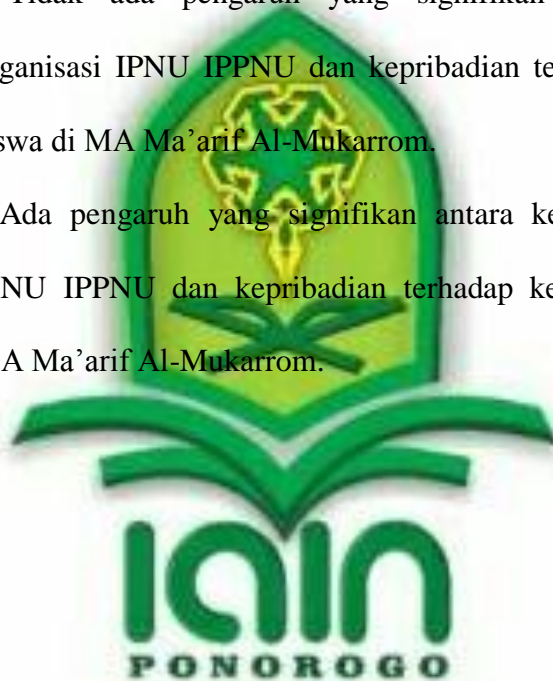 Tidak ada pengaruh yang signifikan
ganisasi IPNU IPPNU dan kepribadian te
swa di MA Ma'arif Al-Mukarrom.
Ada pengaruh yang signifikan antara ke
NU IPPNU dan kepribadian terhadap ke
A Ma'arif Al-Mukarrom.
iain
PONOROGO